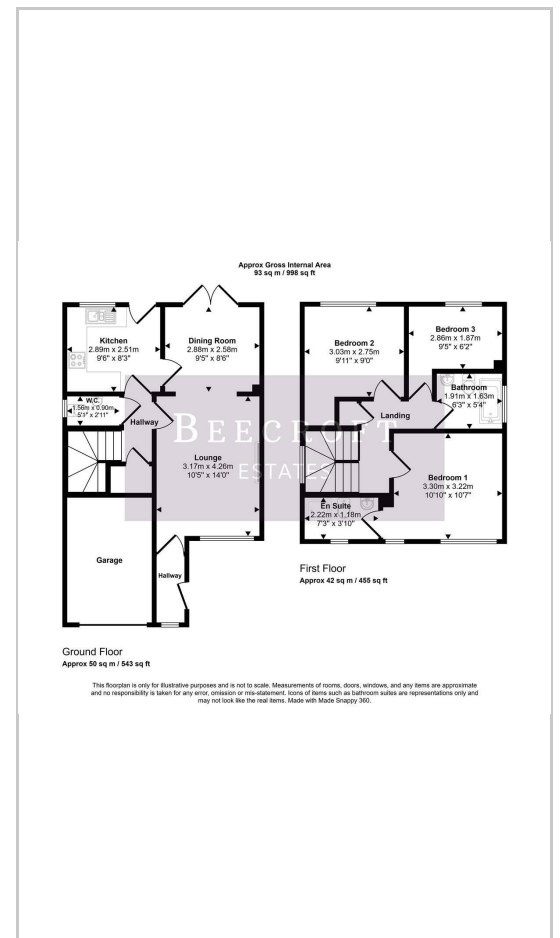 Approx Gross Internal Area
93 sq m / 998 sq ft
Kitchen
2.89m x 2.51m
9'6" x 8'3"
Dining Room
2.88m x 2.58m
9'5" x 8'6"
W.C.
1.56m x 0.90m
5'1" x 2'11"
Hallway
Lounge
3.17m x 4.26m
10'5" x 14'0"
Garage
Hallway
Ground Floor
Approx 50 sq m / 543 sq ft
Bedroom 2
3.03m x 2.75m
9'11" x 9'0"
Bedroom 3
2.86m x 1.87m
9'5" x 6'2"
Bathroom
1.91m x 1.63m
6'3" x 5'4"
Landing
Bedroom 1
3.30m x 3.22m
10'10" x 10'7"
En Suite
2.22m x 1.18m
7'3" x 3'10"
First Floor
Approx 42 sq m / 455 sq ft
BEECROFT
ESTATES
This floorplan is only for illustrative purposes and is not to scale. Measurements of rooms, doors, windows, and any items are approximate
and no responsibility is taken for any error, omission or mis-statement. Icons of items such as bathroom suites are representations only and
may not look like the real items. Made with Made Snappy 360.